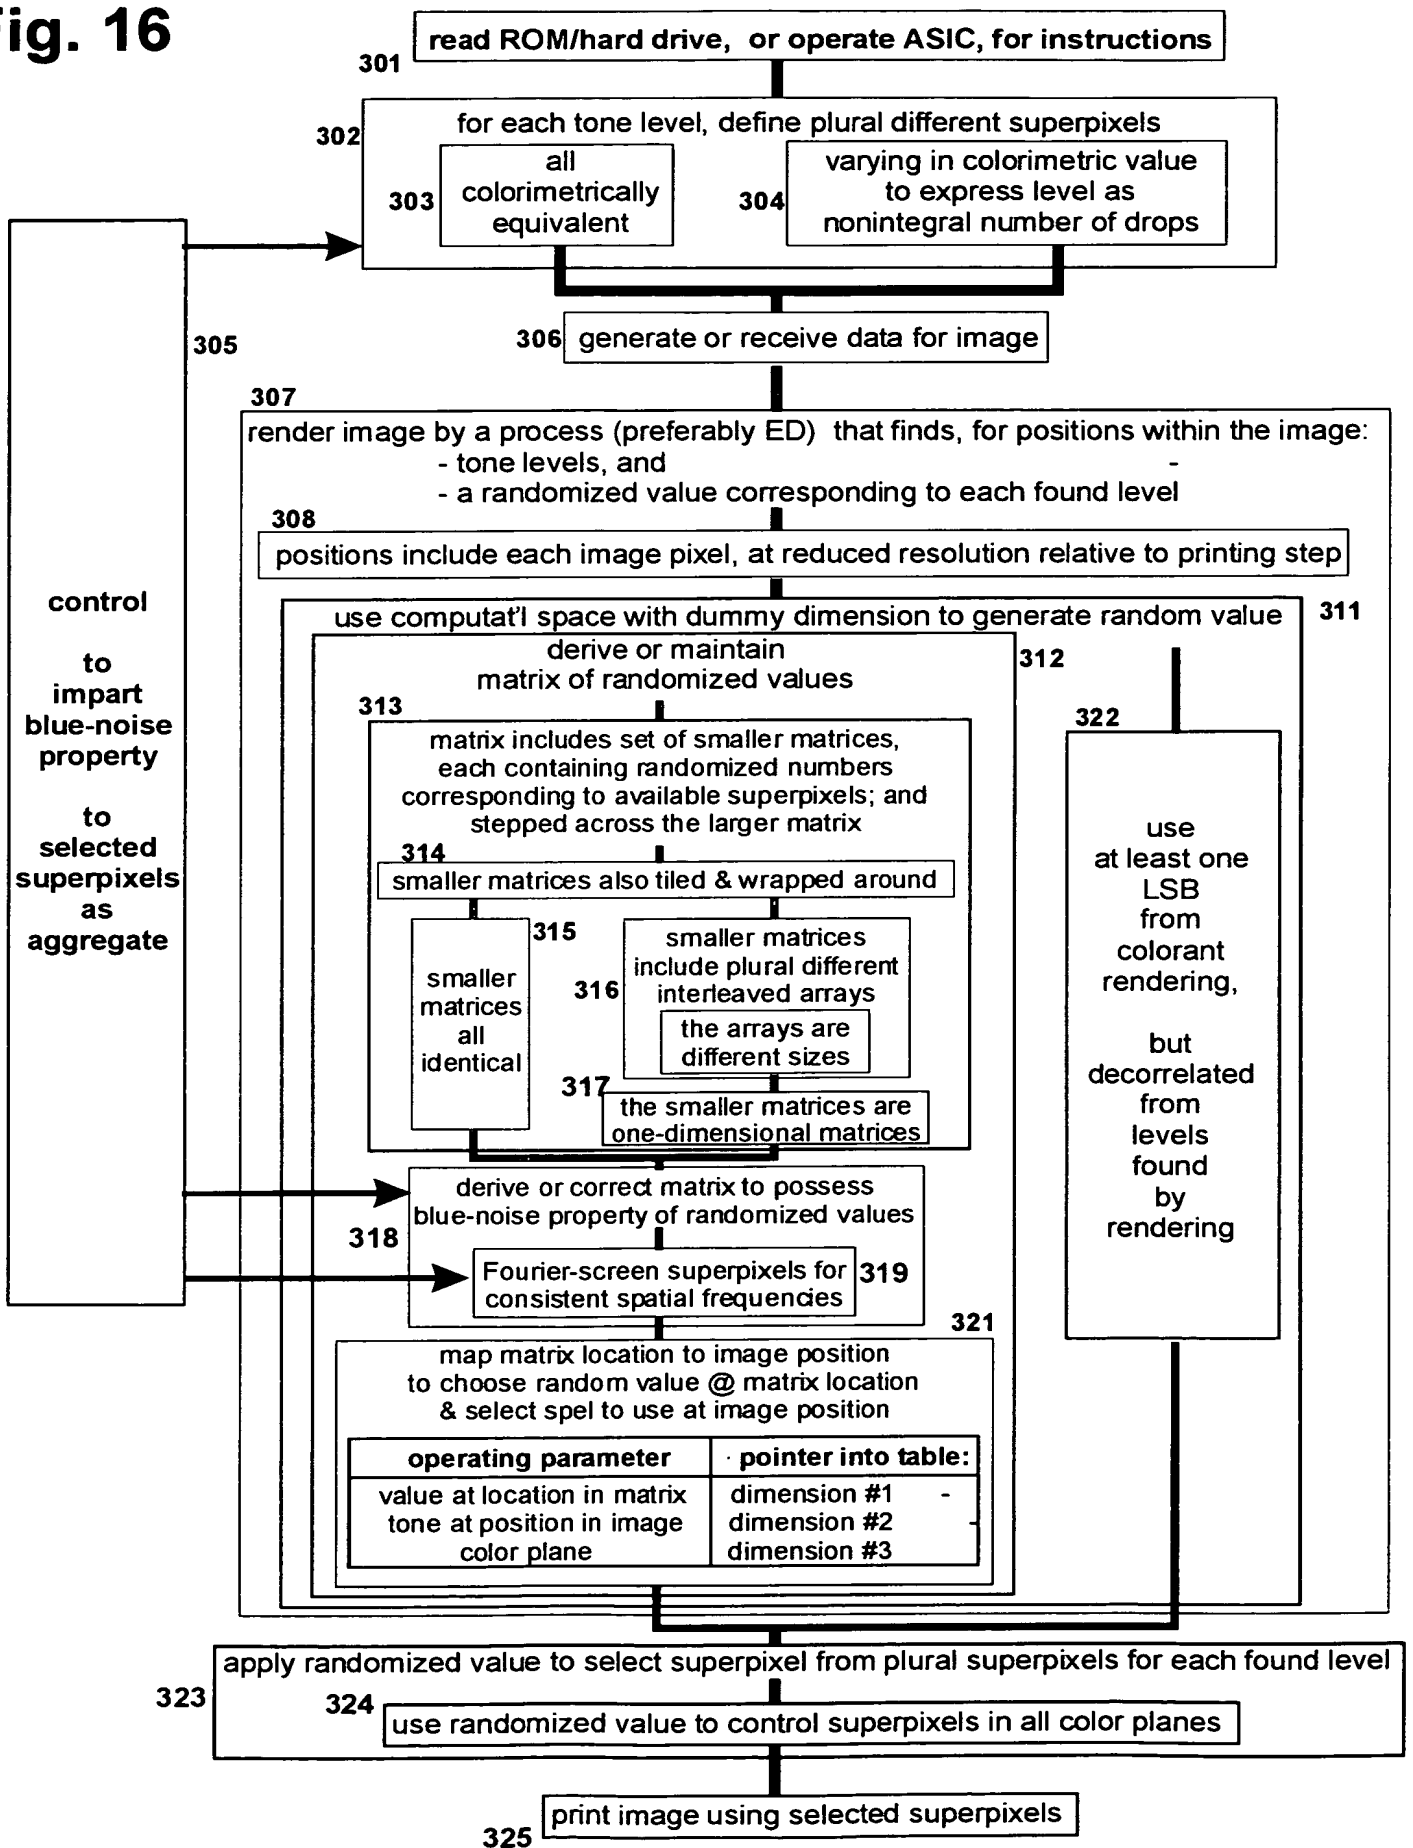 ig. 16
read ROM/hard drive, or operate ASIC, for instructions
301
302
for each tone level, define plural different superpixels
303
all
colorimetrically
equivalent
304
varying in colorimetric value
to express level as
nonintegral number of drops
305
control
to
impart
blue-noise
property
to
selected
superpixels
as
aggregate
306
generate or receive data for image
307
render image by a process (preferably ED) that finds, for positions within the image:
- tone levels, and
- a randomized value corresponding to each found level
308
positions include each image pixel, at reduced resolution relative to printing step
use computat'l space with dummy dimension to generate random value
311
derive or maintain
matrix of randomized values
312
313
matrix includes set of smaller matrices,
each containing randomized numbers
corresponding to available superpixels; and
stepped across the larger matrix
314
smaller matrices also tiled & wrapped around
315
smaller
matrices
all
identical
316
smaller matrices
include plural different
interleaved arrays
the arrays are
different sizes
317
the smaller matrices are
one-dimensional matrices
318
derive or correct matrix to possess
blue-noise property of randomized values
Fourier-screen superpixels for
consistent spatial frequencies
319
321
map matrix location to image position
to choose random value @ matrix location
& select spel to use at image position
operating parameter pointer into table:
value at location in matrix dimension #1
tone at position in image dimension #2
color plane dimension #3
322
use
at least one
LSB
from
colorant
rendering,
but
decorrelated
from
levels
found
by
rendering
323
apply randomized value to select superpixel from plural superpixels for each found level
324
use randomized value to control superpixels in all color planes
325
print image using selected superpixels